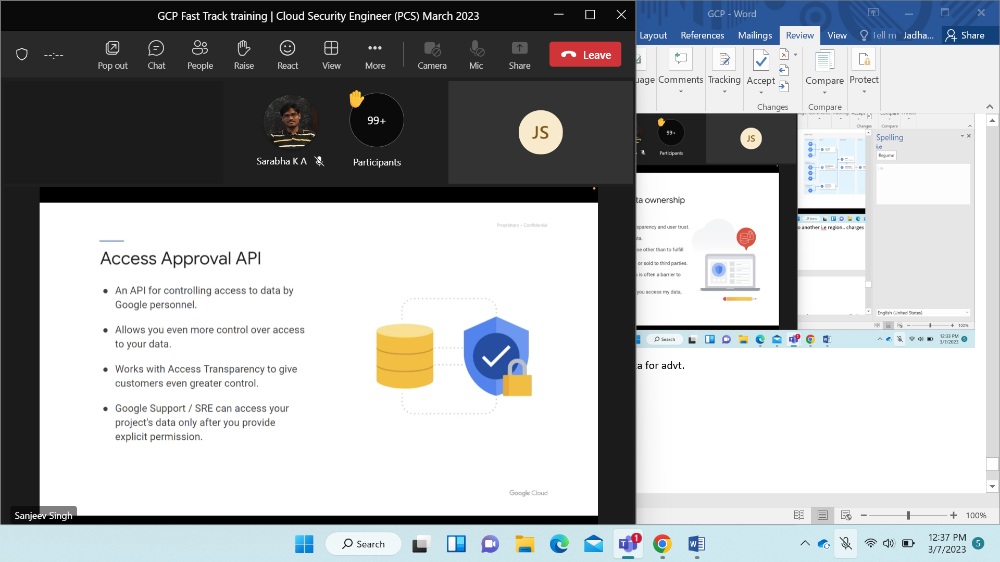 GCP Fast Track training | Cloud Security Engineer (PCS) March 2023
--:--
Pop out
Chat
People
Raise
React
View
More
Camera
Mic
Share
Leave
Sarabha K A
99+
Participants
JS
Proprietary + Confidential
Access Approval API
● An API for controlling access to data by
Google personnel.
● Allows you even more control over access
to your data.
● Works with Access Transparency to give
customers even greater control.
● Google Support / SRE can access your
project's data only after you provide
explicit permission.
Google Cloud
Sanjeev Singh
GCP - Word
Layout
References
Mailings
Review
View
Tell m
Jadha...
Share
uage
Comments
Tracking
Accept
Compare
Protect
Changes
Compare
99+
Participants
JS
Changes
Compare
Spelling
i.e
Resume
i.e.
ta ownership
sparency and user trust.
ata.
se other than to fulfill
or sold to third parties.
s is often a barrier to
you access my data,
Search
o another i.e region.. charges
English (United States)
100%
Search
1
12:33 PM
3/7/2023
5
ta for advt.
100%
Search
1
12:37 PM
3/7/2023
5